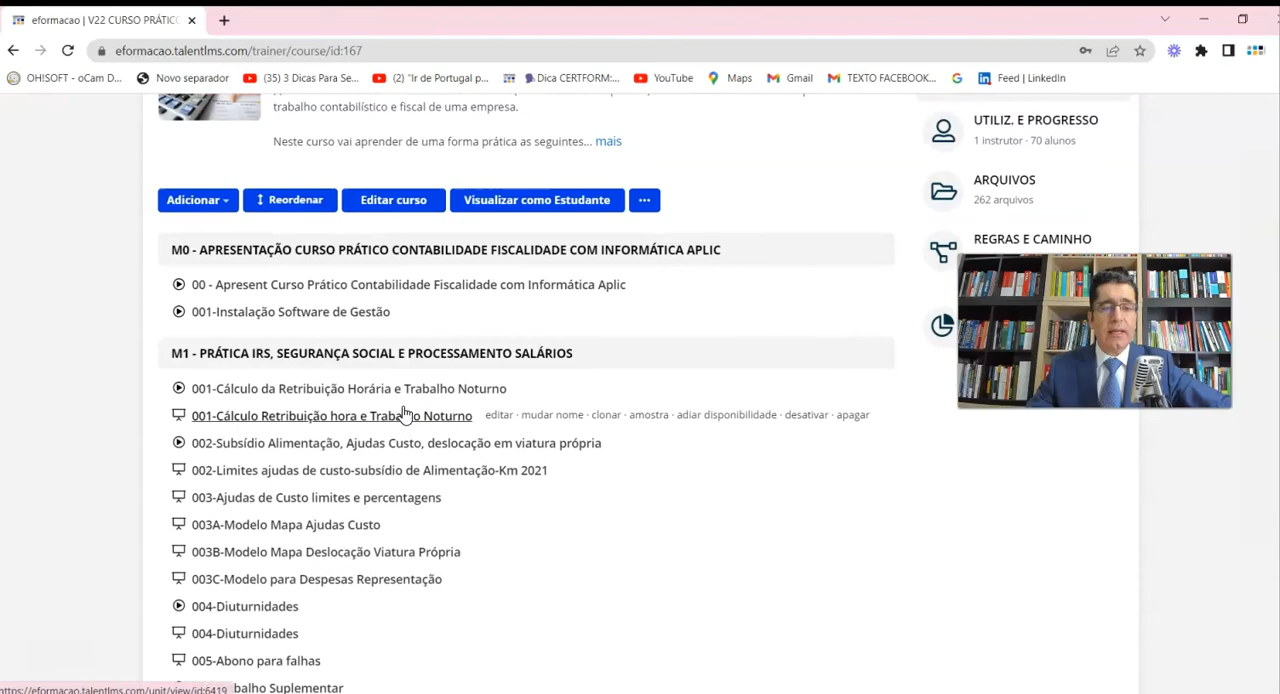 eformacao | V22 CURSO PRÁTIC
eformacao.talentlms.com/trainer/course/id:167
OH!SOFT - oCam D...
Novo separador
(35) 3 Dicas Para Se...
(2) "Ir de Portugal p...
Dica CERTFORM:...
YouTube
Maps
Gmail
TEXTO FACEBOOK...
Feed | LinkedIn
trabalho contabilístico e fiscal de uma empresa.
Neste curso vai aprender de uma forma prática as seguintes... mais
Adicionar
Reordenar
Editar curso
Visualizar como Estudante
...
M0 - APRESENTAÇÃO CURSO PRÁTICO CONTABILIDADE FISCALIDADE COM INFORMÁTICA APLIC
00 - Apresent Curso Prático Contabilidade Fiscalidade com Informática Aplic
001-Instalação Software de Gestão
M1 - PRÁTICA IRS, SEGURANÇA SOCIAL E PROCESSAMENTO SALÁRIOS
001-Cálculo da Retribuição Horária e Trabalho Noturno
001-Cálculo Retribuição hora e Trabalho Noturno editar · mudar nome · clonar · amostra · adiar disponibilidade · desativar · apagar
002-Subsídio Alimentação, Ajudas Custo, deslocação em viatura própria
002-Limites ajudas de custo-subsídio de Alimentação-Km 2021
003-Ajudas de Custo limites e percentagens
003A-Modelo Mapa Ajudas Custo
003B-Modelo Mapa Deslocação Viatura Própria
003C-Modelo para Despesas Representação
004-Diuturnidades
004-Diuturnidades
005-Abono para falhas
balho Suplementar
https://eformacao.talentlms.com/unit/view/id:6419
UTILIZ. E PROGRESSO
1 instrutor · 70 alunos
ARQUIVOS
262 arquivos
REGRAS E CAMINHO